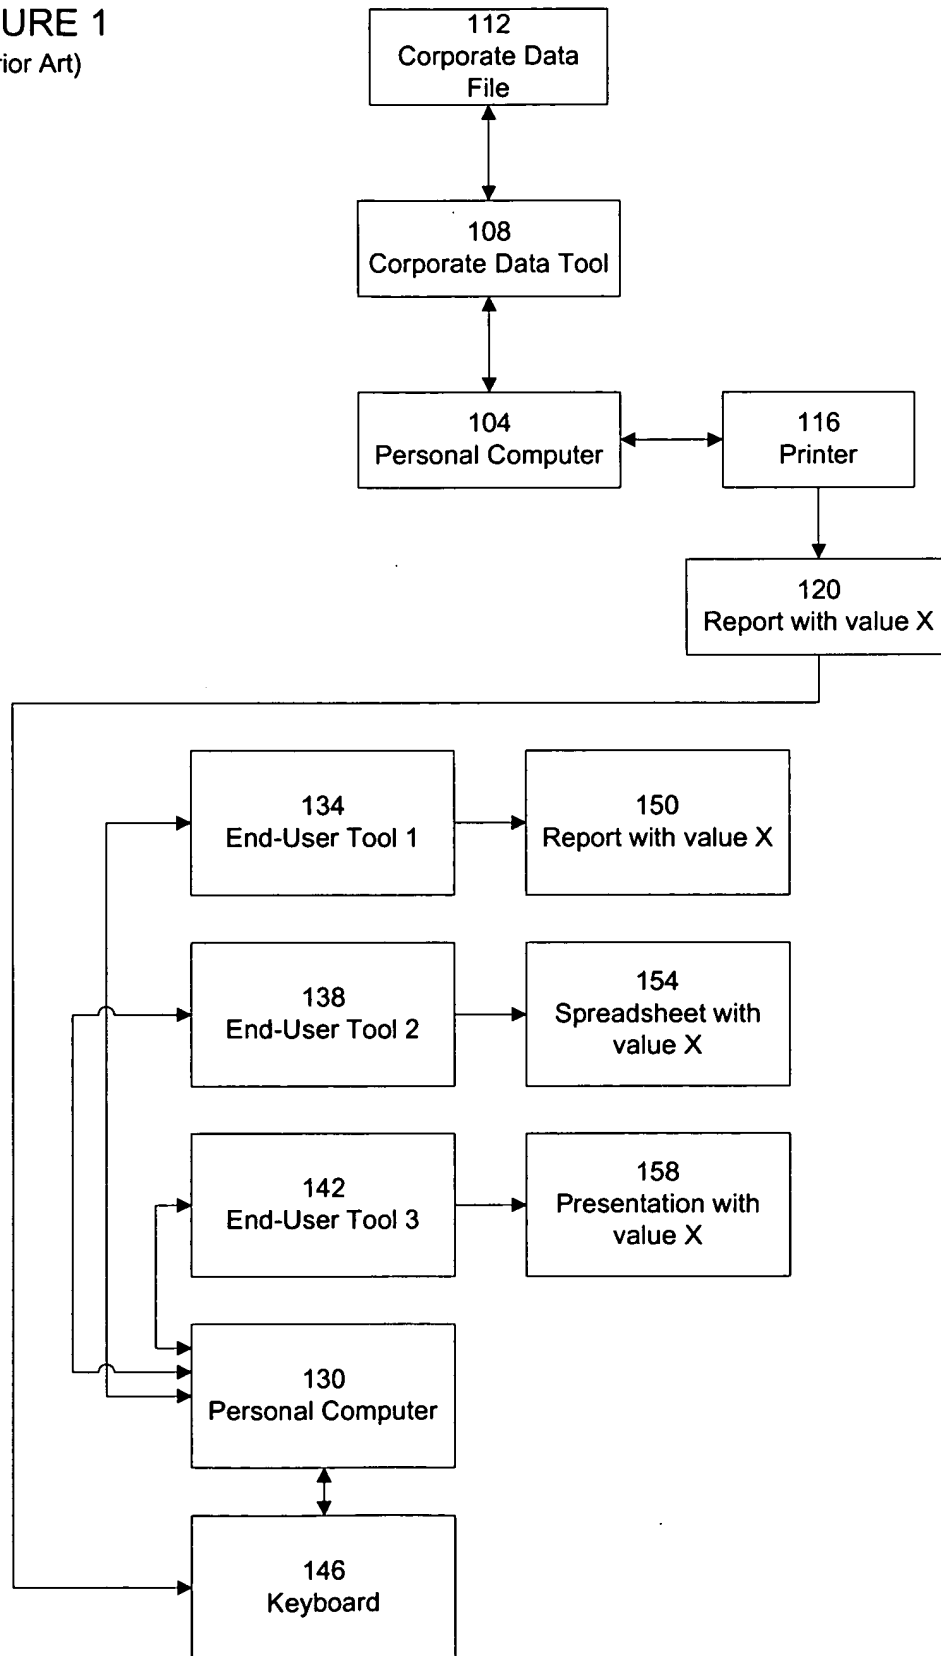 URE 1
rior Art)
112
Corporate Data
File
108
Corporate Data Tool
104
Personal Computer
116
Printer
120
Report with value X
134
End-User Tool 1
150
Report with value X
138
End-User Tool 2
154
Spreadsheet with
value X
142
End-User Tool 3
158
Presentation with
value X
130
Personal Computer
146
Keyboard